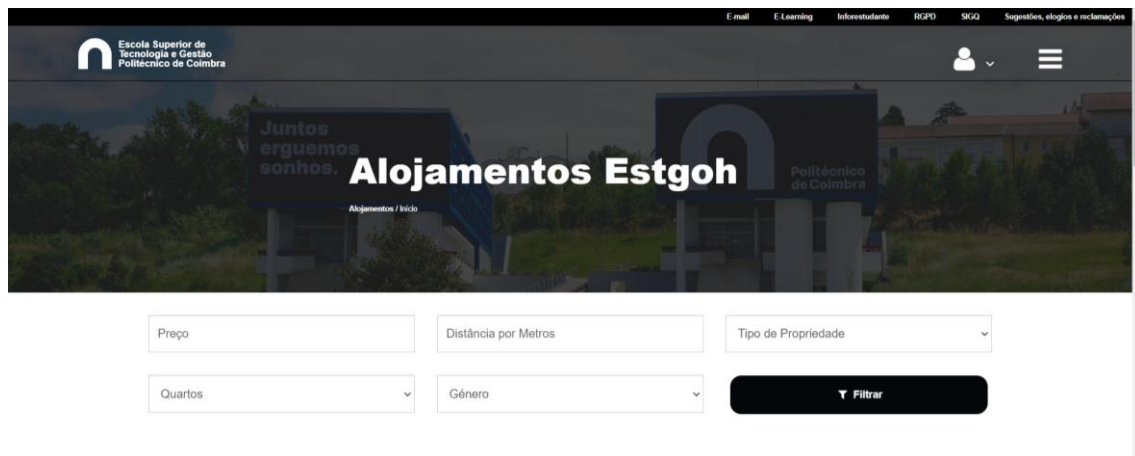 E-mail E-Learning Inforestudante RGPD SIGQ Sugestões, elogios e reclamações
Escola Superior de
Tecnologia e Gestão
Politécnico de Coimbra
Juntos
erguemos
sonhos.
Alojamentos Estgoh
Politécnico
de Coimbra
Alojamentos / Início
Preço Distância por Metros Tipo de Propriedade
Quartos Género Filtrar